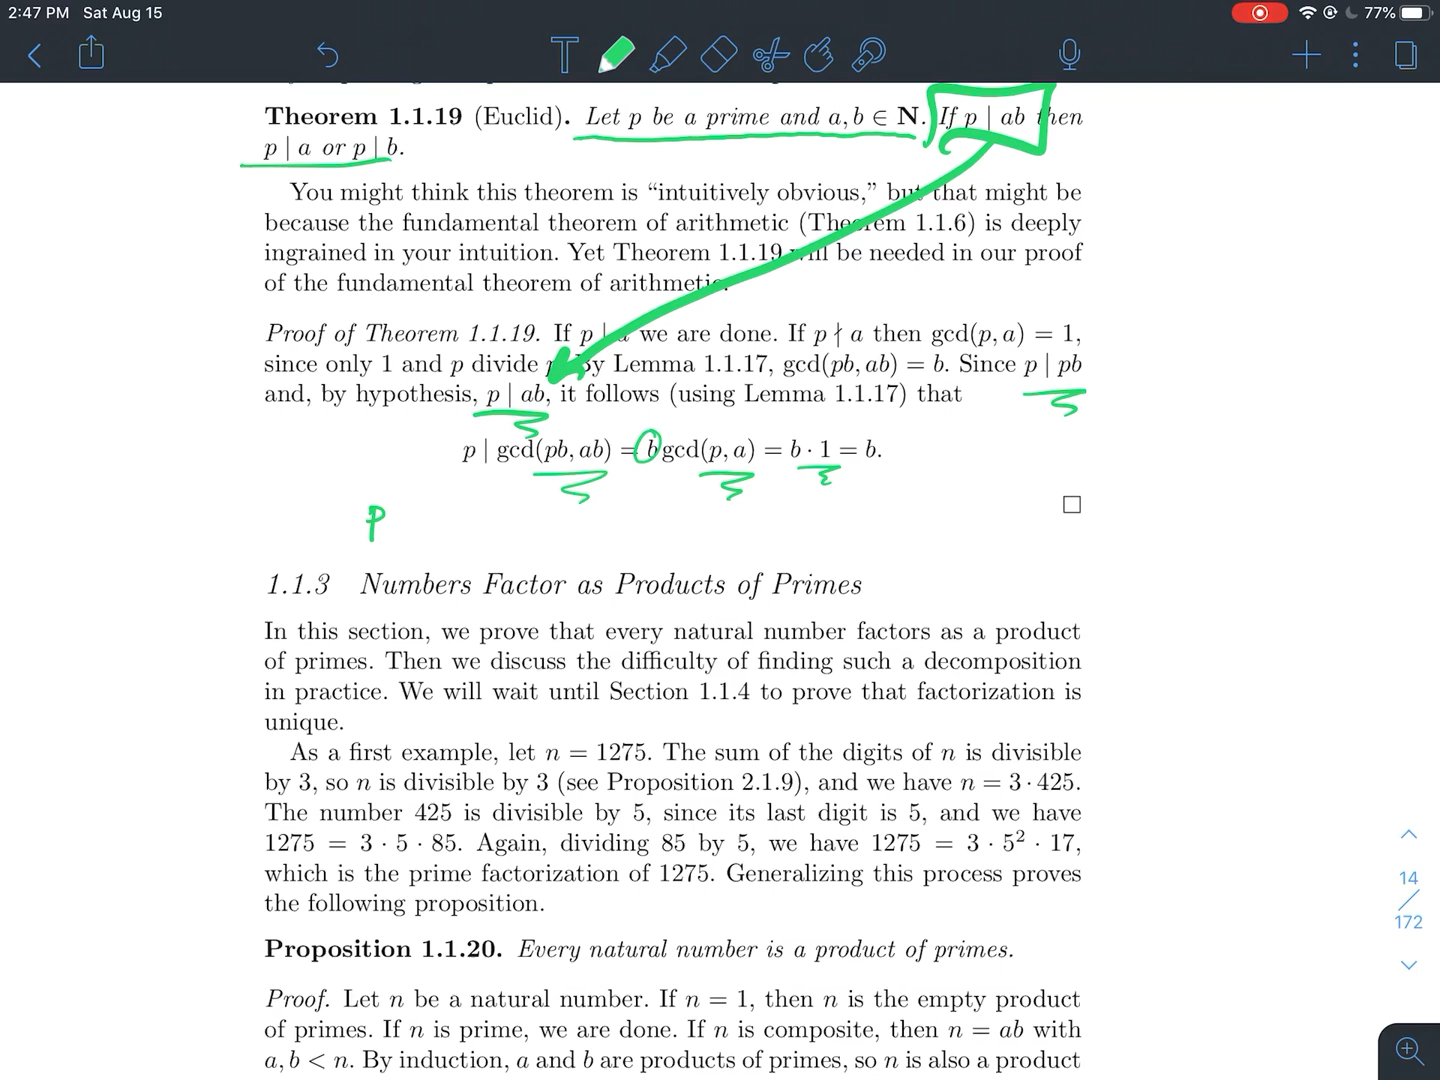 2:47 PM Sat Aug 15
77%
Theorem 1.1.19 (Euclid). Let p be a prime and a, b ∈ N. If p | ab then
p | a or p | b.
You might think this theorem is “intuitively obvious,” but that might be
because the fundamental theorem of arithmetic (Theorem 1.1.6) is deeply
ingrained in your intuition. Yet Theorem 1.1.19 will be needed in our proof
of the fundamental theorem of arithmetic.
Proof of Theorem 1.1.19. If p | a we are done. If p ∤ a then gcd(p, a) = 1,
since only 1 and p divide p. By Lemma 1.1.17, gcd(pb, ab) = b. Since p | pb
and, by hypothesis, p | ab, it follows (using Lemma 1.1.17) that
p | gcd(pb, ab) = b gcd(p, a) = b · 1 = b.
□
P
1.1.3 Numbers Factor as Products of Primes
In this section, we prove that every natural number factors as a product
of primes. Then we discuss the difficulty of finding such a decomposition
in practice. We will wait until Section 1.1.4 to prove that factorization is
unique.
As a first example, let n = 1275. The sum of the digits of n is divisible
by 3, so n is divisible by 3 (see Proposition 2.1.9), and we have n = 3 · 425.
The number 425 is divisible by 5, since its last digit is 5, and we have
1275 = 3 · 5 · 85. Again, dividing 85 by 5, we have 1275 = 3 · 5² · 17,
which is the prime factorization of 1275. Generalizing this process proves
the following proposition.
14
/
172
Proposition 1.1.20. Every natural number is a product of primes.
Proof. Let n be a natural number. If n = 1, then n is the empty product
of primes. If n is prime, we are done. If n is composite, then n = ab with
a, b < n. By induction, a and b are products of primes, so n is also a product